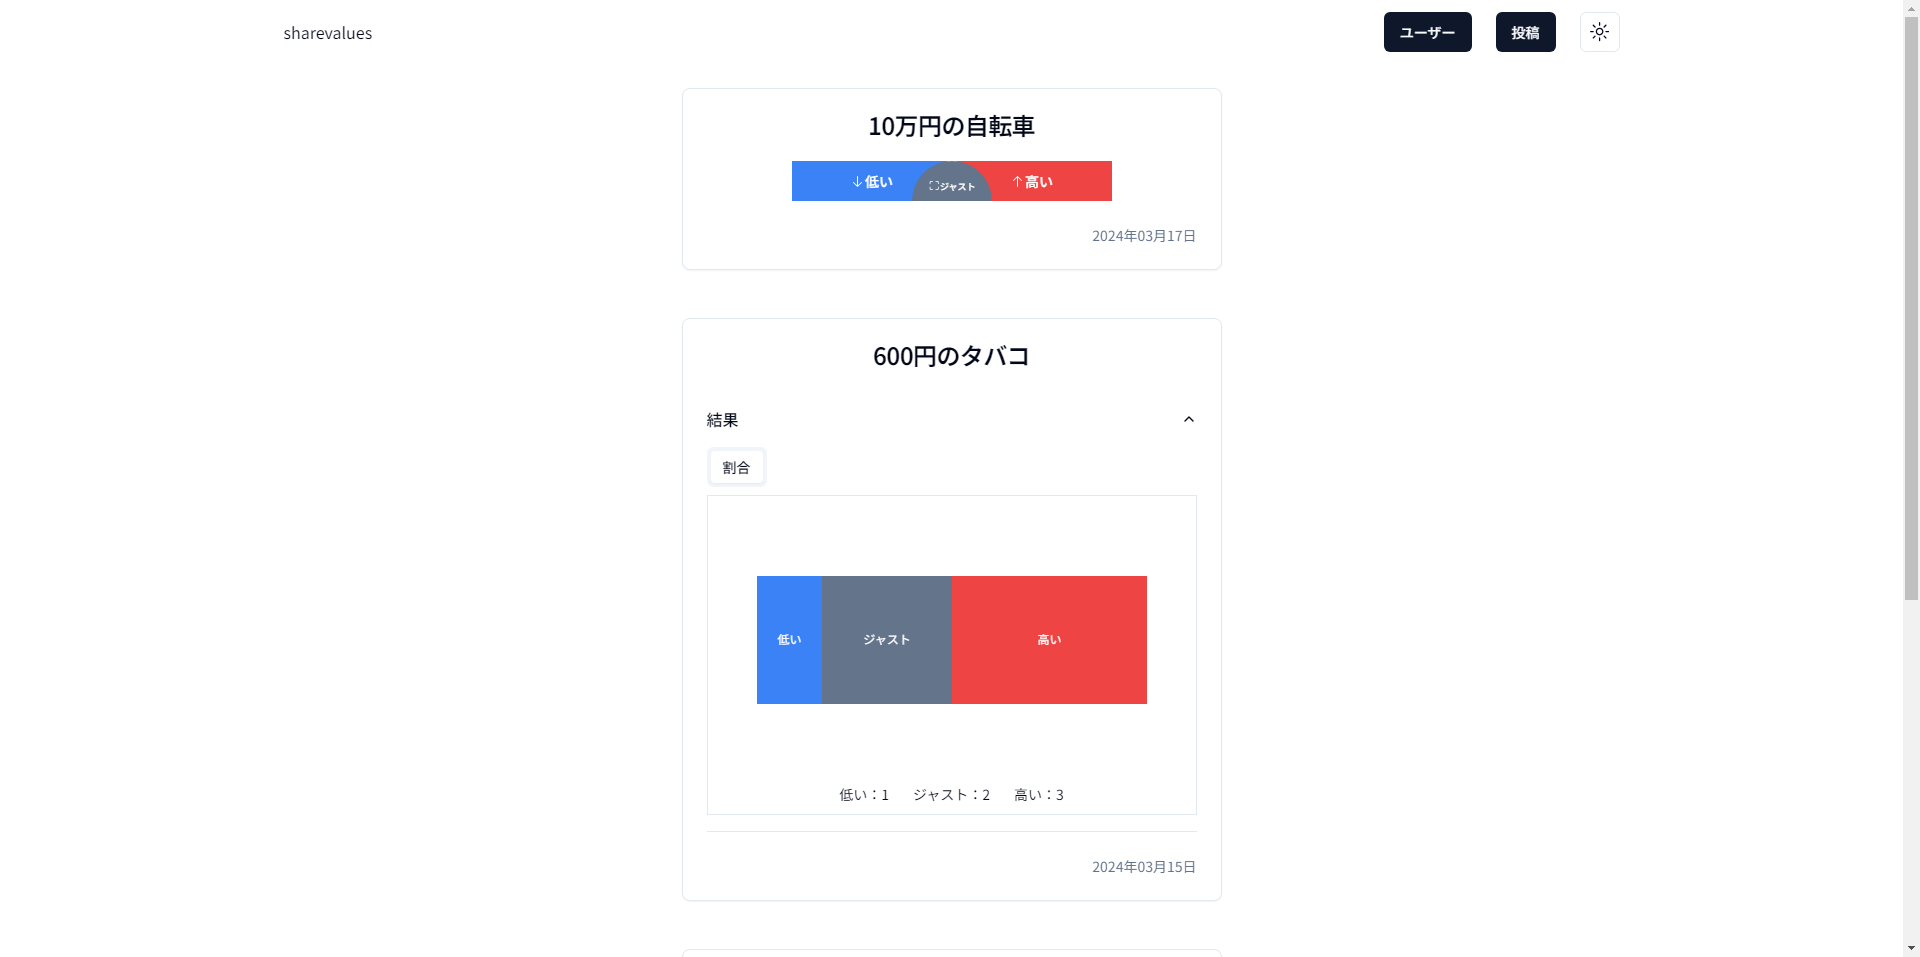 sharevalues
ユーザー
投稿
10万円の自転車
低い
ジャスト
高い
2024年03月17日
600円のタバコ
結果
割合
低い
ジャスト
高い
低い：1 ジャスト：2 高い：3
2024年03月15日